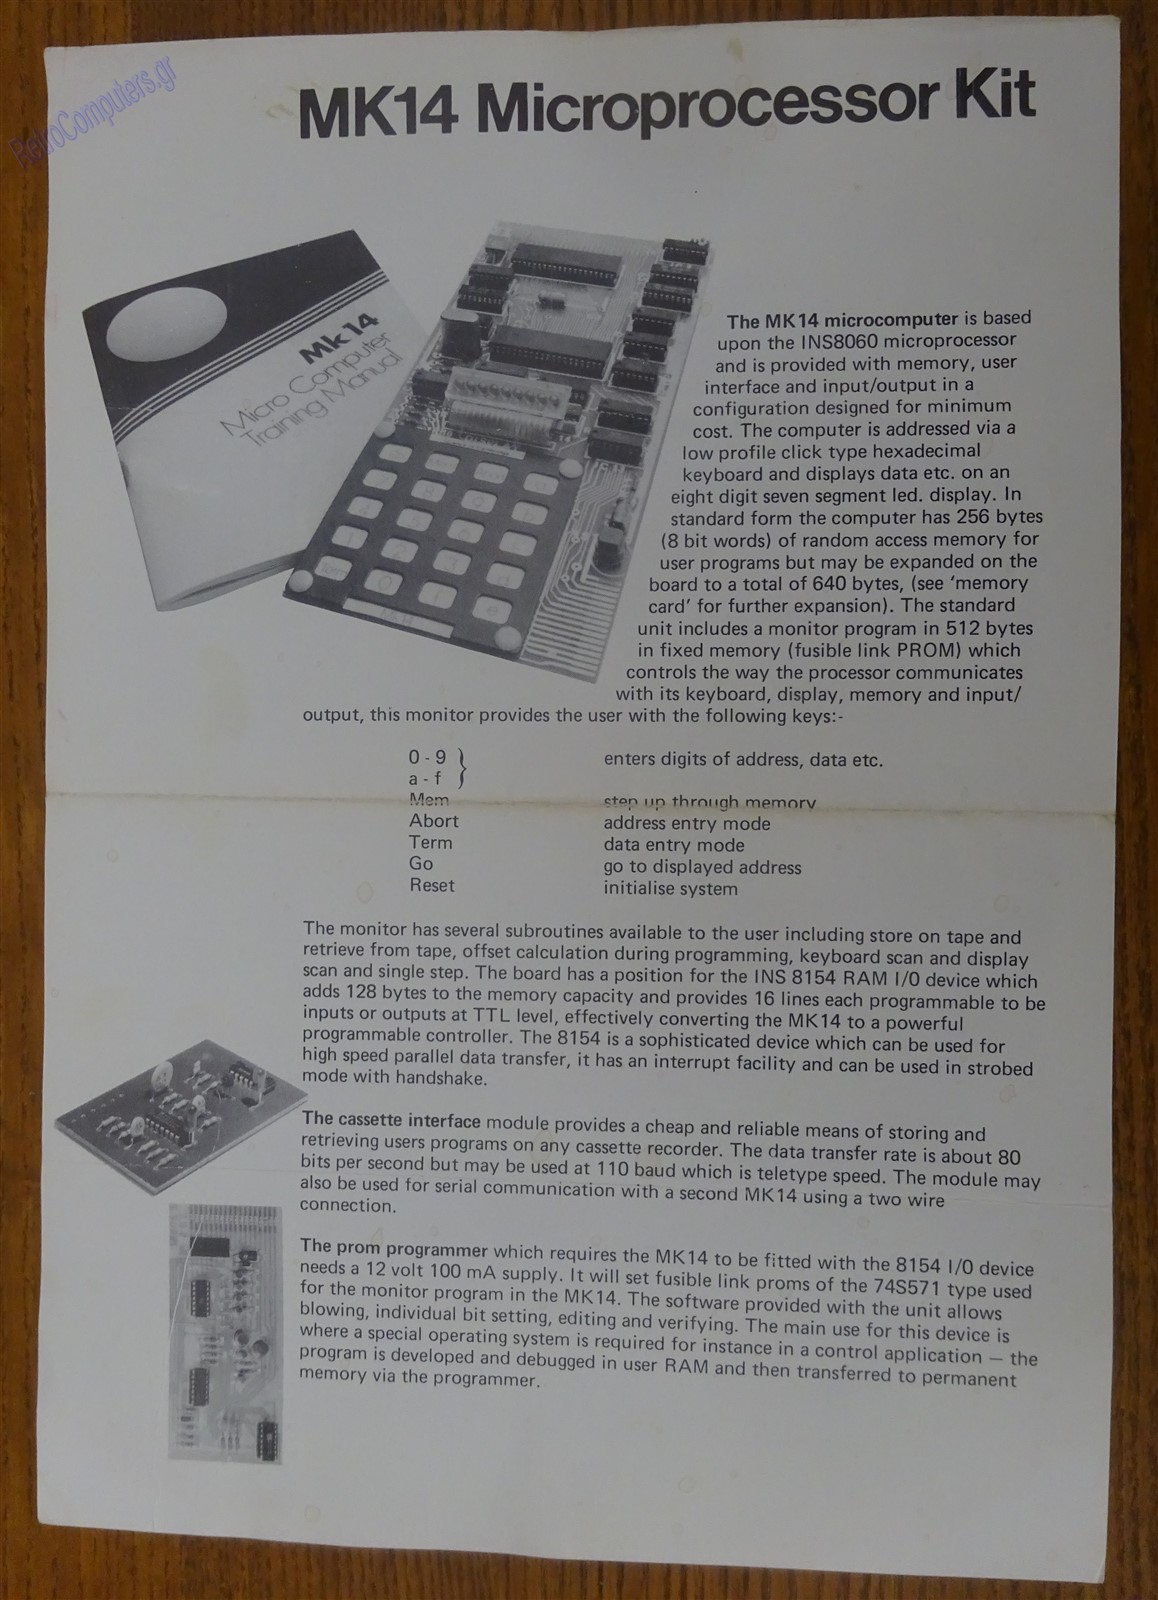 RetroComputers.gr
MK14 Microprocessor Kit
Mk 14
Micro Computer
Training Manual
The MK14 microcomputer is based
upon the INS8060 microprocessor
and is provided with memory, user
interface and input/output in a
configuration designed for minimum
cost. The computer is addressed via a
low profile click type hexadecimal
keyboard and displays data etc. on an
eight digit seven segment led. display. In
standard form the computer has 256 bytes
(8 bit words) of random access memory for
user programs but may be expanded on the
board to a total of 640 bytes, (see 'memory
card' for further expansion). The standard
unit includes a monitor program in 512 bytes
in fixed memory (fusible link PROM) which
controls the way the processor communicates
with its keyboard, display, memory and input/
output, this monitor provides the user with the following keys:-
0 - 9 } enters digits of address, data etc.
a - f
Mem step up through memory
Abort address entry mode
Term data entry mode
Go go to displayed address
Reset initialise system
The monitor has several subroutines available to the user including store on tape and
retrieve from tape, offset calculation during programming, keyboard scan and display
scan and single step. The board has a position for the INS 8154 RAM I/O device which
adds 128 bytes to the memory capacity and provides 16 lines each programmable to be
inputs or outputs at TTL level, effectively converting the MK14 to a powerful
programmable controller. The 8154 is a sophisticated device which can be used for
high speed parallel data transfer, it has an interrupt facility and can be used in strobed
mode with handshake.
The cassette interface module provides a cheap and reliable means of storing and
retrieving users programs on any cassette recorder. The data transfer rate is about 80
bits per second but may be used at 110 baud which is teletype speed. The module may
also be used for serial communication with a second MK14 using a two wire
connection.
The prom programmer which requires the MK14 to be fitted with the 8154 I/O device
needs a 12 volt 100 mA supply. It will set fusible link proms of the 74S571 type used
for the monitor program in the MK14. The software provided with the unit allows
blowing, individual bit setting, editing and verifying. The main use for this device is
where a special operating system is required for instance in a control application — the
program is developed and debugged in user RAM and then transferred to permanent
memory via the programmer.